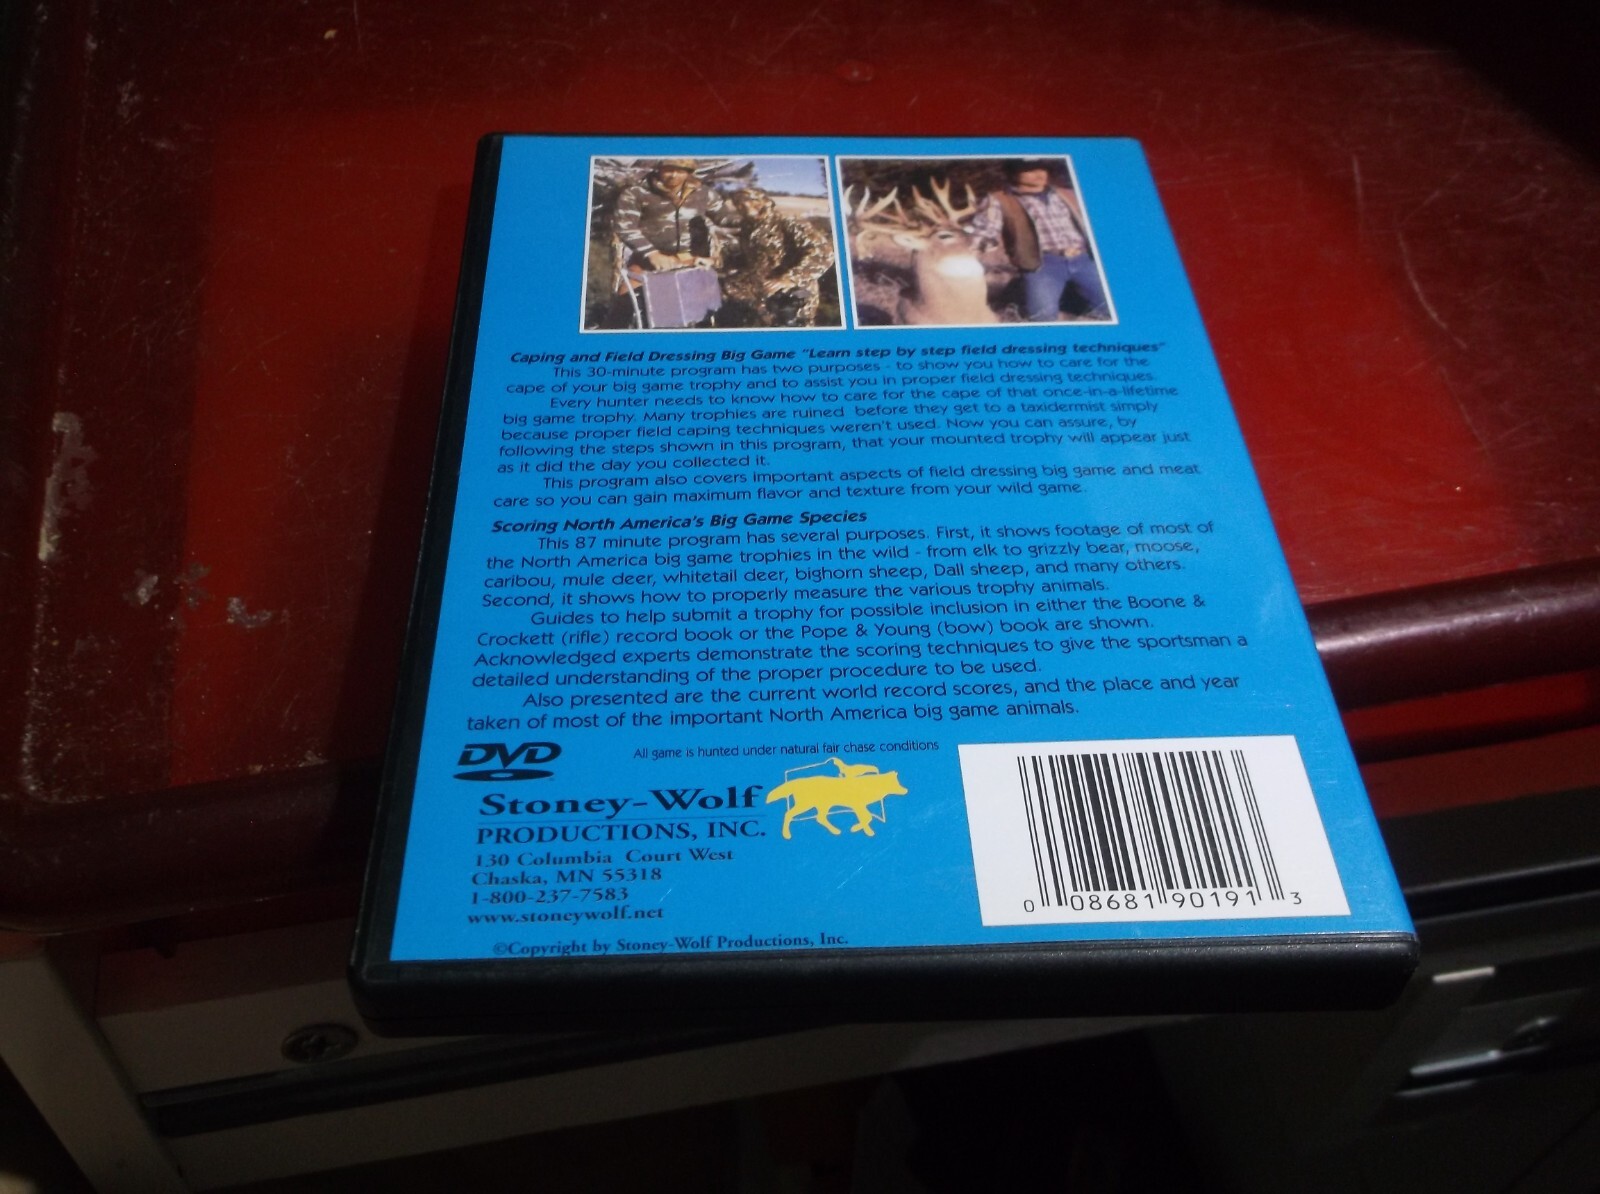 Caping and Field Dressing Big Game "Learn step by step field dressing techniques"
This 30-minute program has two purposes - to show you how to care for the
cape of your big game trophy and to assist you in proper field dressing techniques.
Every hunter needs to know how to care for the cape of that once-in-a-lifetime
big game trophy. Many trophies are ruined before they get to a taxidermist simply
because proper field caping techniques weren't used. Now you can assure, by
following the steps shown in this program, that your mounted trophy will appear just
as it did the day you collected it.
This program also covers important aspects of field dressing big game and meat
care so you can gain maximum flavor and texture from your wild game.
Scoring North America's Big Game Species
This 87 minute program has several purposes. First, it shows footage of most of
the North America big game trophies in the wild - from elk to grizzly bear, moose,
caribou, mule deer, whitetail deer, bighorn sheep, Dall sheep, and many others.
Second, it shows how to properly measure the various trophy animals.
Guides to help submit a trophy for possible inclusion in either the Boone &
Crockett (rifle) record book or the Pope & Young (bow) book are shown.
Acknowledged experts demonstrate the scoring techniques to give the sportsman a
detailed understanding of the proper procedure to be used.
Also presented are the current world record scores, and the place and year
taken of most of the important North America big game animals.
DVD
All game is hunted under natural fair chase conditions
Stoney-Wolf
PRODUCTIONS, INC.
130 Columbia Court West
Chaska, MN 55318
1-800-237-7583
www.stoneywolf.net
©Copyright by Stoney-Wolf Productions, Inc.
0 08681 90191 3